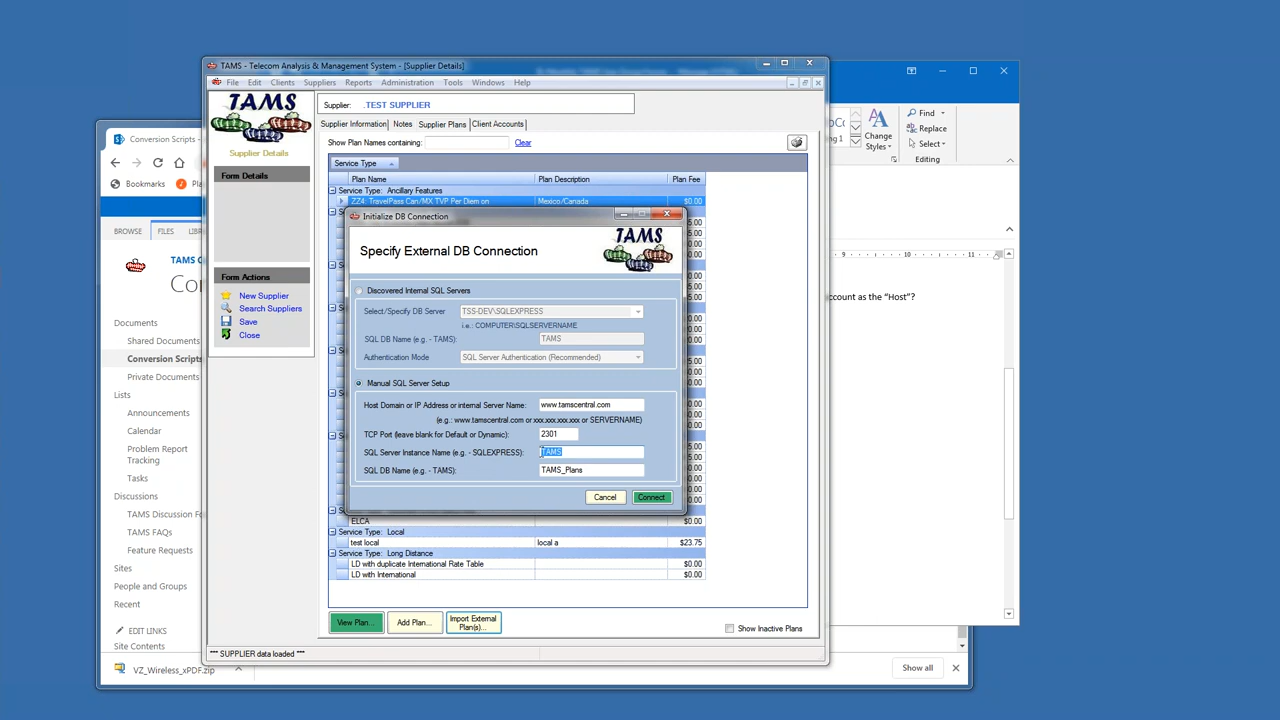 TAMS - Telecom Analysis & Management System - [Supplier Details]
File Edit Clients Suppliers Reports Administration Tools Windows Help
TAMS
Supplier Details
Form Details
Form Actions
New Supplier
Search Suppliers
Save
Close
Supplier: .TEST SUPPLIER
Supplier Information Notes Supplier Plans Client Accounts
Show Plan Names containing: Clear
Service Type
Plan Name Plan Description Plan Fee
Service Type: Ancillary Features
ZZ4: TravelPass Can/MX TVP Per Diem on Mexico/Canada $0.00
Initialize DB Connection
Specify External DB Connection
TAMS
Discovered Internal SQL Servers
Select/Specify DB Server TSS-DEV\SQLEXPRESS
i.e.: COMPUTER\SQLSERVERNAME
SQL DB Name (e.g. - TAMS): TAMS
Authentication Mode SQL Server Authentication (Recommended)
Manual SQL Server Setup
Host Domain or IP Address or internal Server Name: www.tamscentral.com
(e.g.: www.tamscentral.com or xxx.xxx.xxx.xxx or SERVERNAME)
TCP Port (leave blank for Default or Dynamic): 2301
SQL Server Instance Name (e.g. - SQLEXPRESS): TAMS
SQL DB Name (e.g. - TAMS): TAMS_Plans
Cancel Connect
ELCA $0.00
Service Type: Local
test local local a $23.75
Service Type: Long Distance
LD with duplicate International Rate Table $0.00
LD with International $0.00
View Plan... Add Plan... Import External Plan(s)...
Show Inactive Plans
*** SUPPLIER data loaded ***
Conversion Scripts
Bookmarks
BROWSE FILES
Documents
Shared Documents
Conversion Scripts
Private Documents
Lists
Announcements
Calendar
Problem Report
Tracking
Tasks
Discussions
TAMS FAQs
Feature Requests
Sites
People and Groups
Recent
EDIT LINKS
Site Contents
VZ_Wireless_xPDF.zip
Show all
Change
Styles
Find
Replace
Select
Editing
8 9 10 11
account as the “Host”?